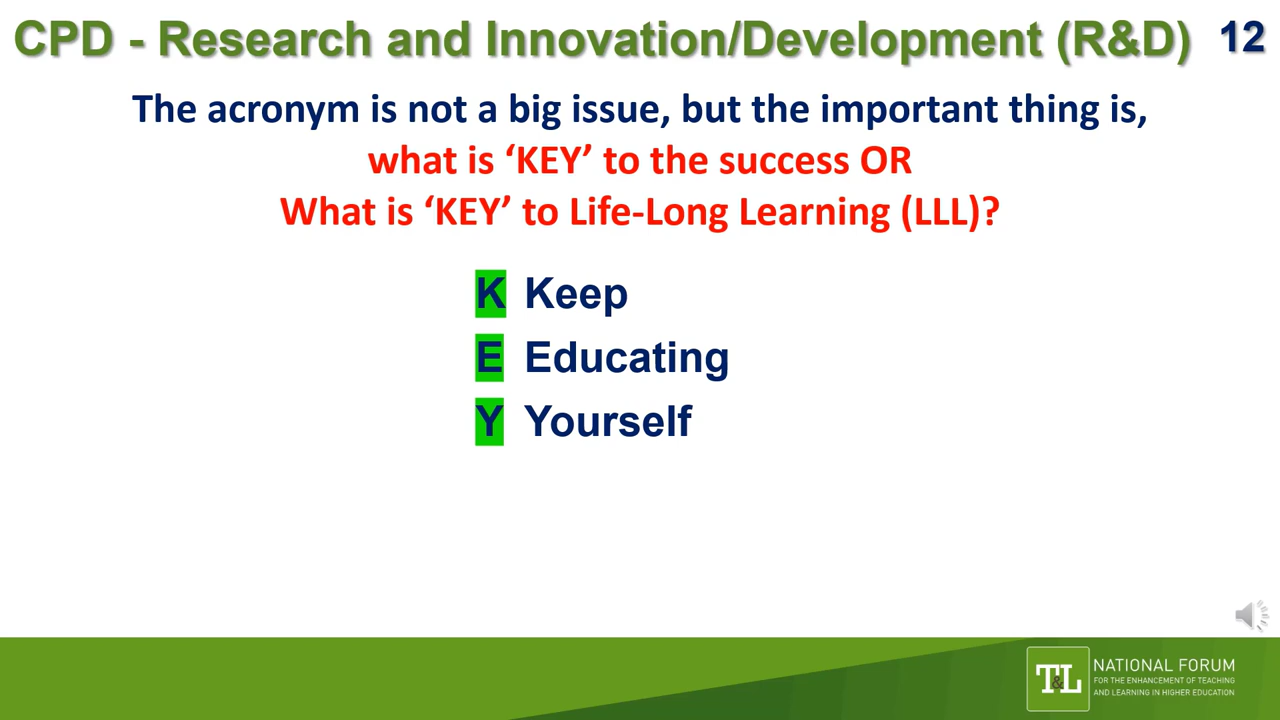 CPD - Research and Innovation/Development (R&D) 12
The acronym is not a big issue, but the important thing is,
what is ‘KEY’ to the success OR
What is ‘KEY’ to Life-Long Learning (LLL)?
K Keep
E Educating
Y Yourself
T&L
NATIONAL FORUM
FOR THE ENHANCEMENT OF TEACHING
AND LEARNING IN HIGHER EDUCATION